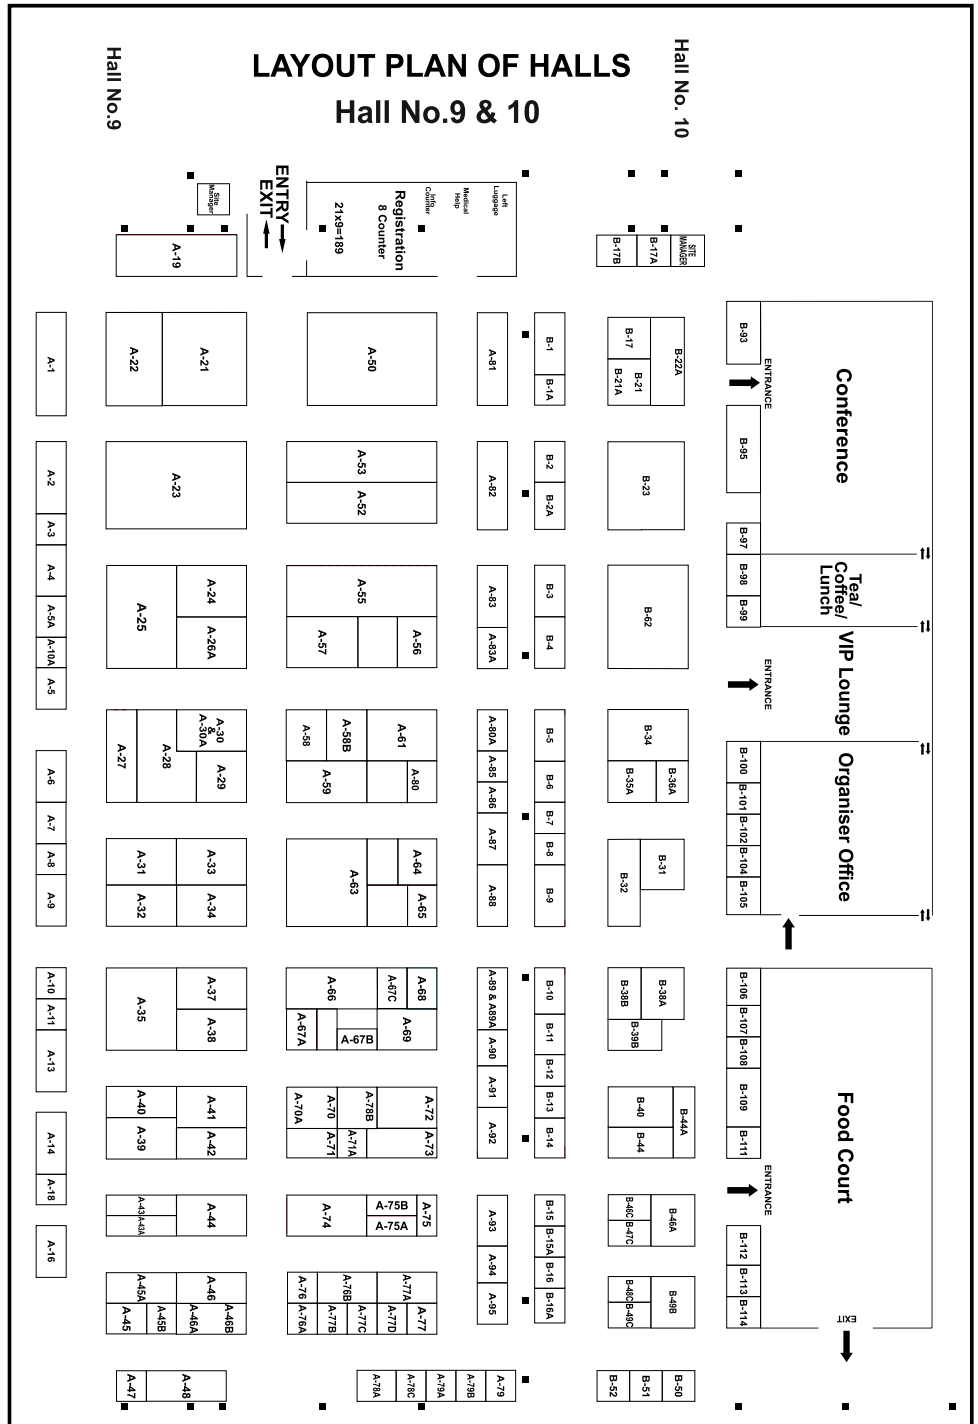 LAYOUT PLAN OF HALLS
Hall No.9 & 10
Hall No.9
Hall No. 10
Site
Manager
ENTRY
EXIT
Registration
8 Counter
21x9=189
Info
Counter
Medical
Help
Left
Luggage
A-19
B-17B
B-17A
SITE
MANAGER
A-1
A-22
A-21
A-50
A-81
B-1
B-1A
B-17
B-21
B-21A
B-22A
B-93
ENTRANCE
Conference
B-95
A-2
A-3
A-23
A-53
A-52
A-82
B-2
B-2A
B-23
B-97
B-98
B-99
Tea/
Coffee/
Lunch
A-4
A-5A
A-10A
A-5
A-25
A-24
A-26A
A-55
A-57
A-56
A-83
A-83A
B-3
B-4
B-62
VIP Lounge
ENTRANCE
A-6
A-7
A-8
A-9
A-27
A-28
A-30
&
A-30A
A-29
A-58
A-58B
A-61
A-59
A-80
A-80A
A-85
A-86
A-87
A-88
B-5
B-6
B-7
B-8
B-9
B-34
B-35A
B-36A
B-100
B-101
B-102
B-104
B-105
Organiser Office
A-31
A-33
A-32
A-34
A-63
A-64
A-65
B-32
B-31
A-10
A-11
A-13
A-35
A-37
A-38
A-66
A-67C
A-68
A-67A
A-67B
A-69
A-89 & A89A
A-90
A-91
A-92
B-10
B-11
B-12
B-13
B-14
B-38B
B-38A
B-39B
B-106
B-107
B-108
B-109
B-111
Food Court
A-14
A-18
A-16
A-40
A-41
A-39
A-42
A-70A
A-70
A-78B
A-72
A-71
A-71A
A-73
B-40
B-44
B-44A
ENTRANCE
A-43
A-43A
A-44
A-74
A-75B
A-75A
A-75
A-93
A-94
A-95
B-15
B-15A
B-16
B-16A
B-46C
B-47C
B-46A
B-112
B-113
B-114
A-45A
A-46
A-45
A-45B
A-46A
A-46B
A-76
A-76B
A-77A
A-76A
A-77B
A-77C
A-77D
A-77
B-48C
B-49C
B-49B
EXIT
A-47
A-48
A-78A
A-78C
A-79A
A-79B
A-79
B-52
B-51
B-50